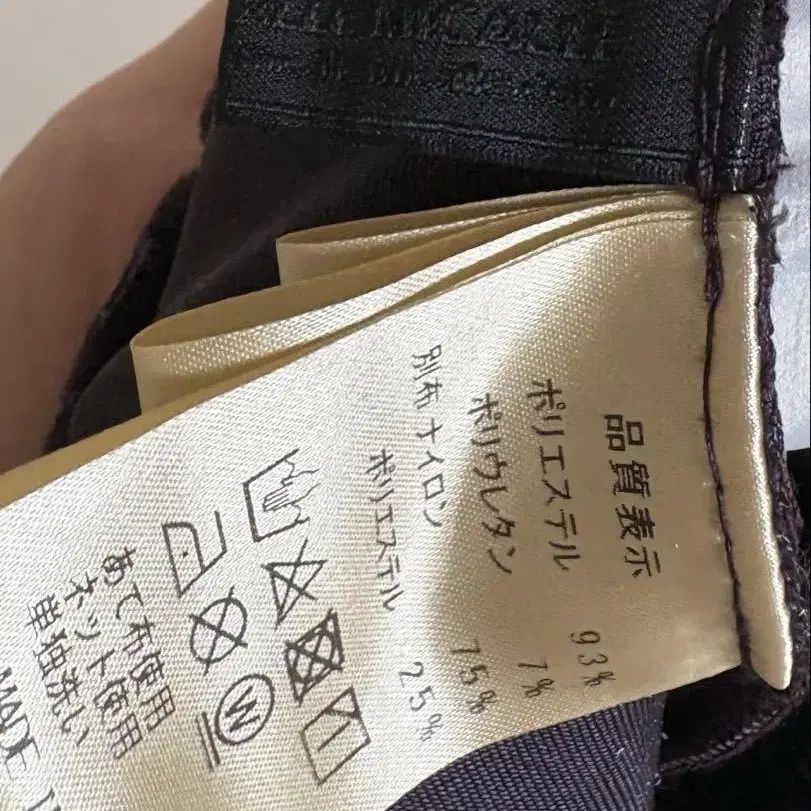 品質表示
ポリエステル 93%
ポリウレタン 7%
別布 ナイロン 75%
ポリエステル 25%
W
あて布使用
ネット使用
単独洗い
MADE